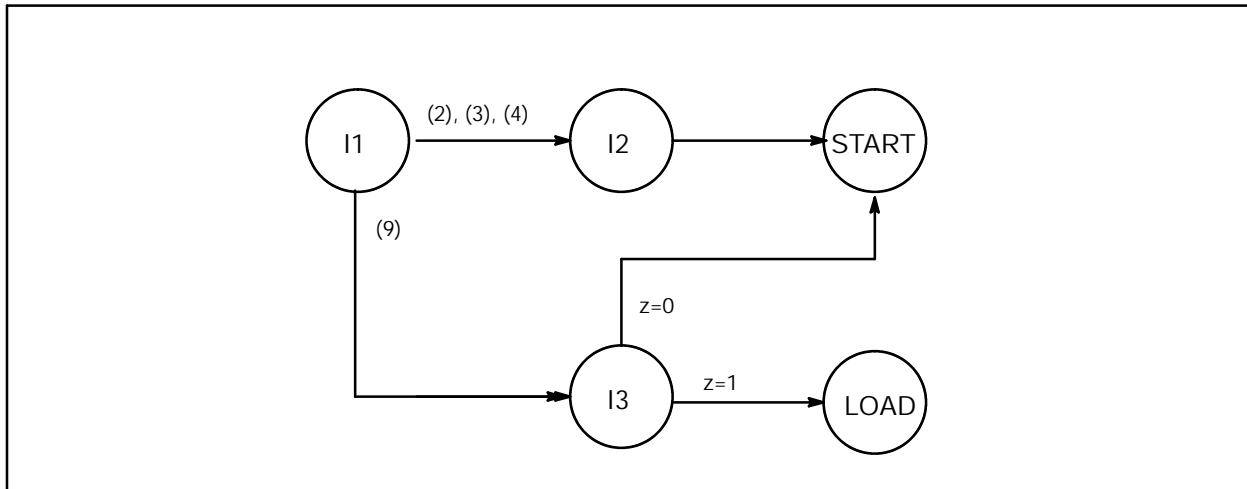 (2), (3), (4)
I1
I2
START
(9)
z=0
z=1
I3
LOAD